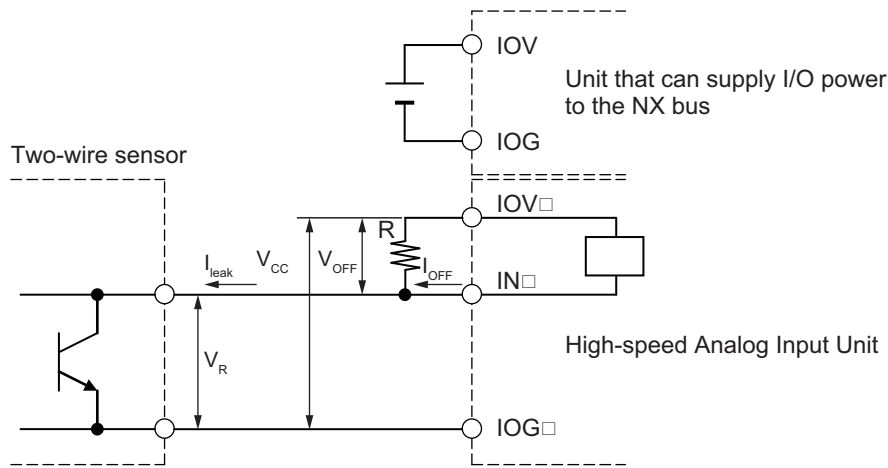 IOV
Unit that can supply I/O power
to the NX bus
IOG
Two-wire sensor
IOV□
R
I_leak
V_CC
V_OFF
I_OFF
IN□
V_R
High-speed Analog Input Unit
IOG□